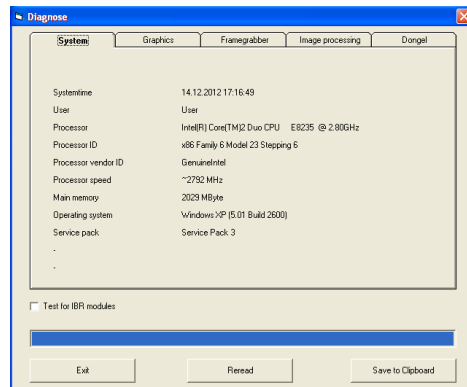 Diagnose
System Graphics Framegrabber Image processing Dongel
Systemtime 14.12.2012 17:16:49
User User
Processor Intel(R) Core(TM)2 Duo CPU E8235 @ 2.80GHz
Processor ID x86 Family 6 Model 23 Stepping 6
Processor vendor ID GenuineIntel
Processor speed ~2792 MHz
Main memory 2029 MByte
Operating system Windows XP (5.01 Build 2600)
Service pack Service Pack 3
-
-
Test for IBR modules
Exit Reread Save to Clipboard